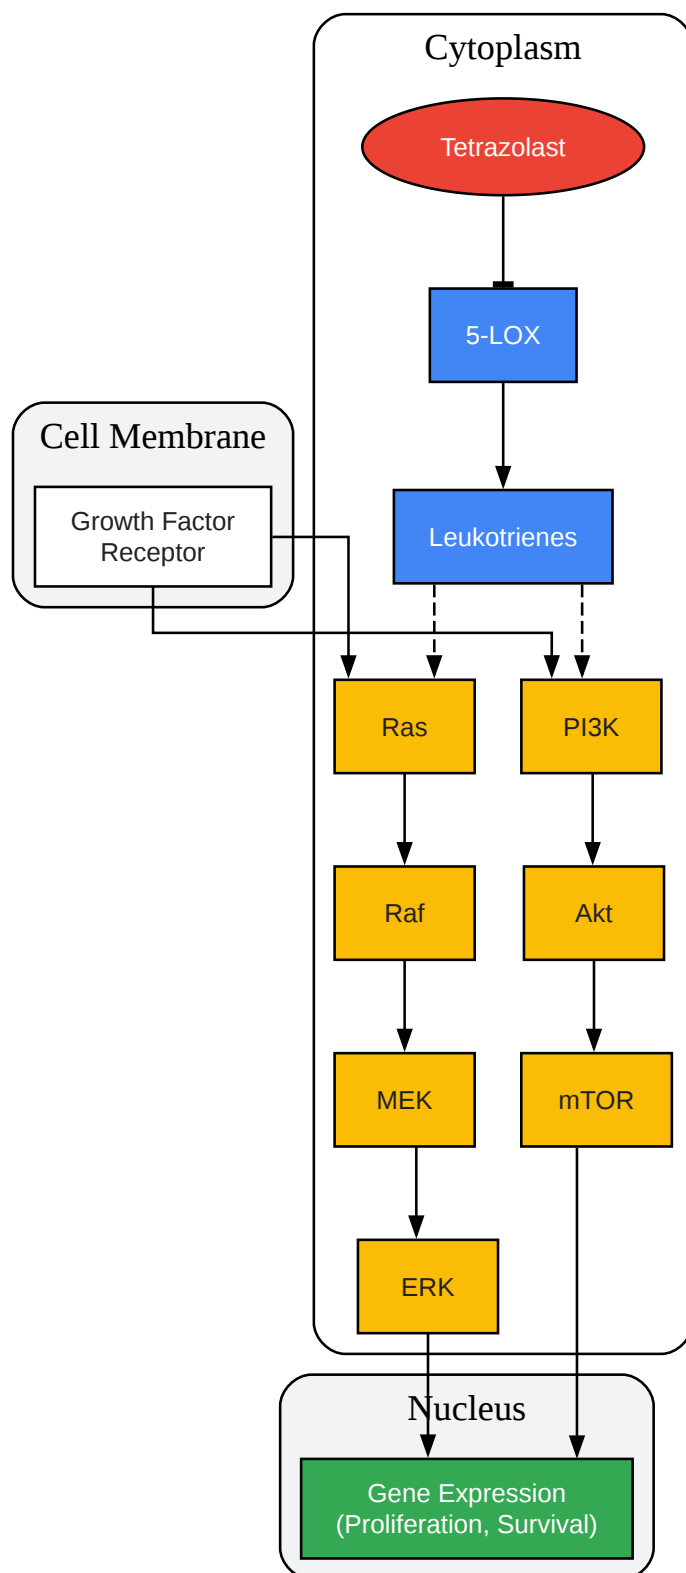 Cytoplasm
Tetrazolast
5-LOX
Cell Membrane
Growth Factor
Receptor
Leukotrienes
Ras
PI3K
Raf
Akt
MEK
mTOR
ERK
Nucleus
Gene Expression
(Proliferation, Survival)